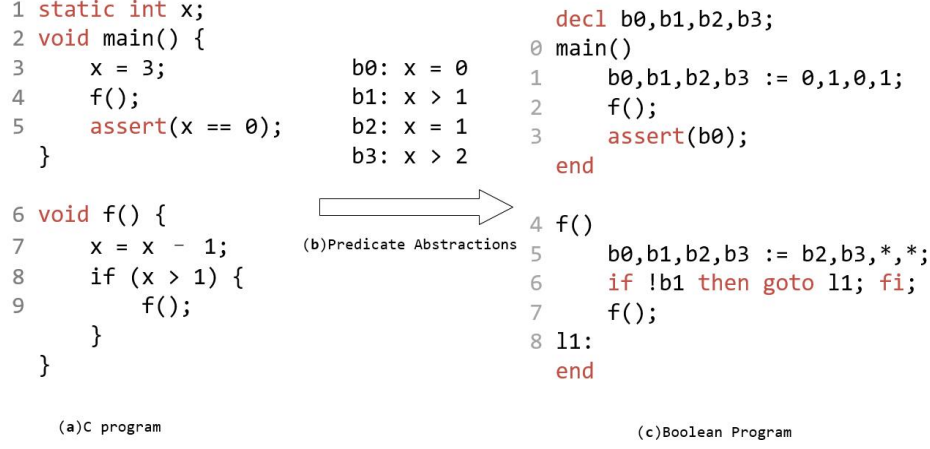 1 static int x;
2 void main() {
3 x = 3;
4 f();
5 assert(x == 0);
}
6 void f() {
7 x = x - 1;
8 if (x > 1) {
9 f();
}
}
(a)C program
b0: x = 0
b1: x > 1
b2: x = 1
b3: x > 2
(b)Predicate Abstractions
decl b0,b1,b2,b3;
0 main()
1 b0,b1,b2,b3 := 0,1,0,1;
2 f();
3 assert(b0);
end
4 f()
5 b0,b1,b2,b3 := b2,b3,*,*;
6 if !b1 then goto l1; fi;
7 f();
8 l1:
end
(c)Boolean Program